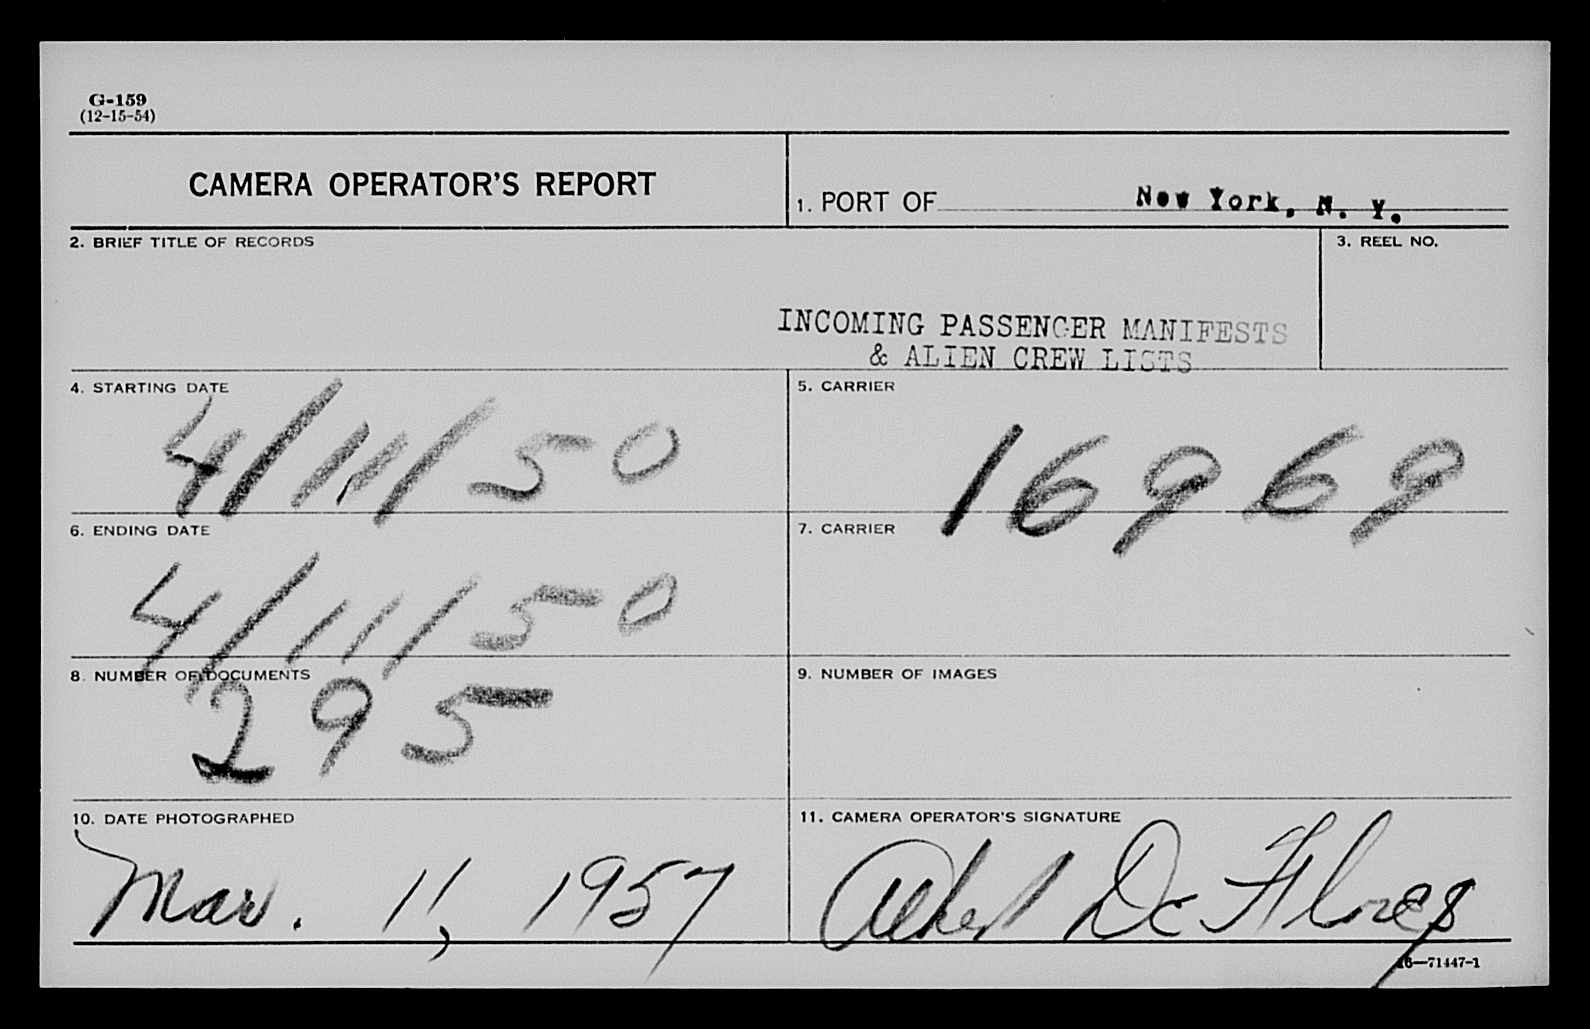 G-159
(12-15-54)
CAMERA OPERATOR'S REPORT
1. PORT OF New York, N. Y.
2. BRIEF TITLE OF RECORDS
3. REEL NO.
INCOMING PASSENGER MANIFESTS
& ALIEN CREW LISTS
4. STARTING DATE
4/11/50
5. CARRIER
16969
6. ENDING DATE
4/11/50
7. CARRIER
8. NUMBER OF DOCUMENTS
295
9. NUMBER OF IMAGES
10. DATE PHOTOGRAPHED
Mar. 11, 1957
11. CAMERA OPERATOR'S SIGNATURE
Albert De Flores
16—71447-1